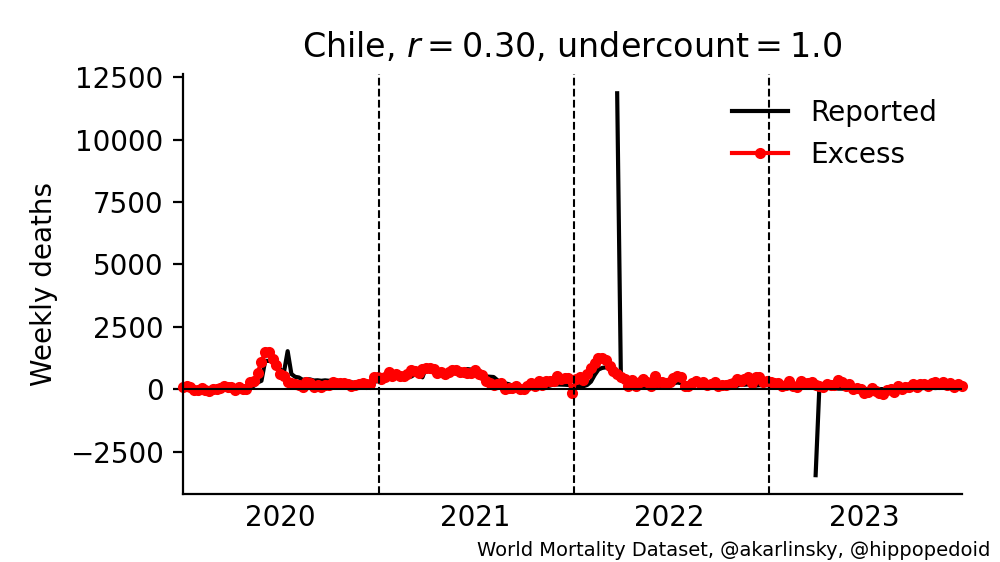 Chile, r = 0.30, undercount = 1.0
Weekly deaths
12500
10000
7500
5000
2500
0
−2500
Reported
Excess
2020 2021 2022 2023
World Mortality Dataset, @akarlinsky, @hippopedoid